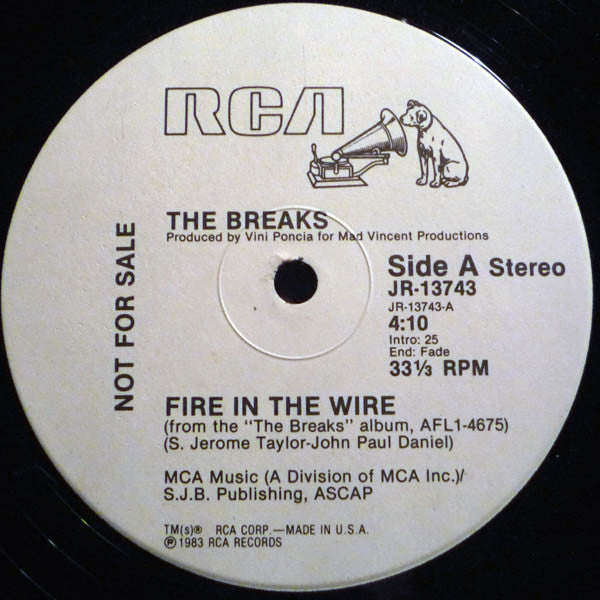 RCA
THE BREAKS
Produced by Vini Poncia for Mad Vincent Productions
NOT FOR SALE
Side A Stereo
JR-13743
JR-13743-A
4:10
Intro: 25
End: Fade
33⅓ RPM
FIRE IN THE WIRE
(from the "The Breaks" album, AFL1-4675)
(S. Jerome Taylor-John Paul Daniel)
MCA Music (A Division of MCA Inc.)/
S.J.B. Publishing, ASCAP
TM(s)® RCA CORP.—MADE IN U.S.A.
℗1983 RCA RECORDS